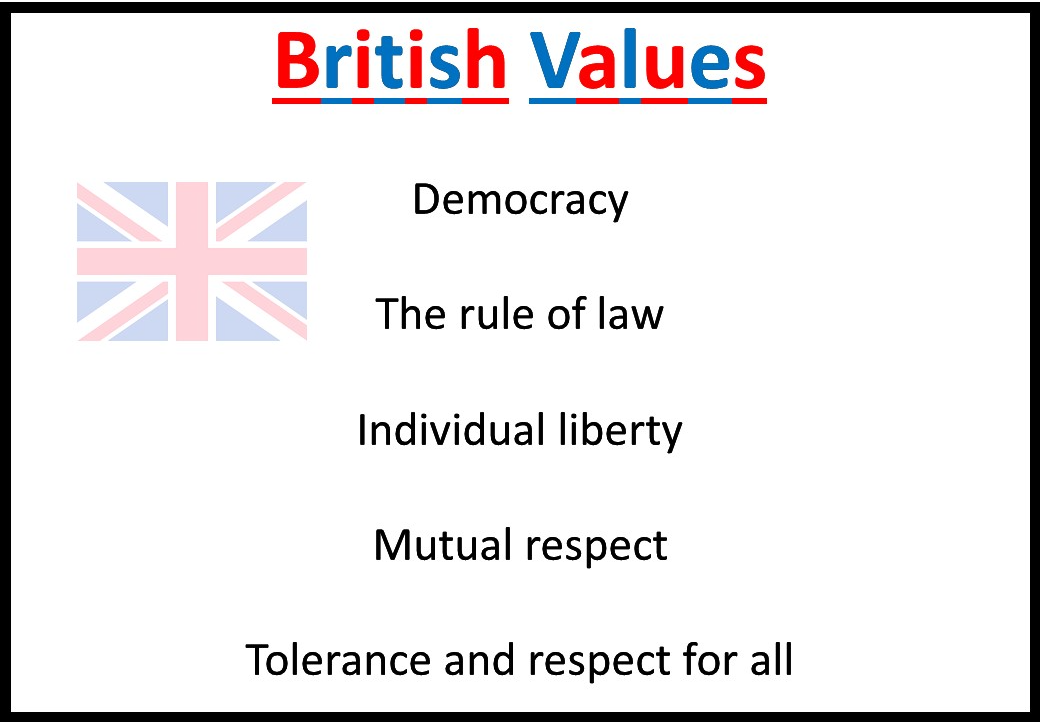 British Values
Democracy
The rule of law
Individual liberty
Mutual respect
Tolerance and respect for all